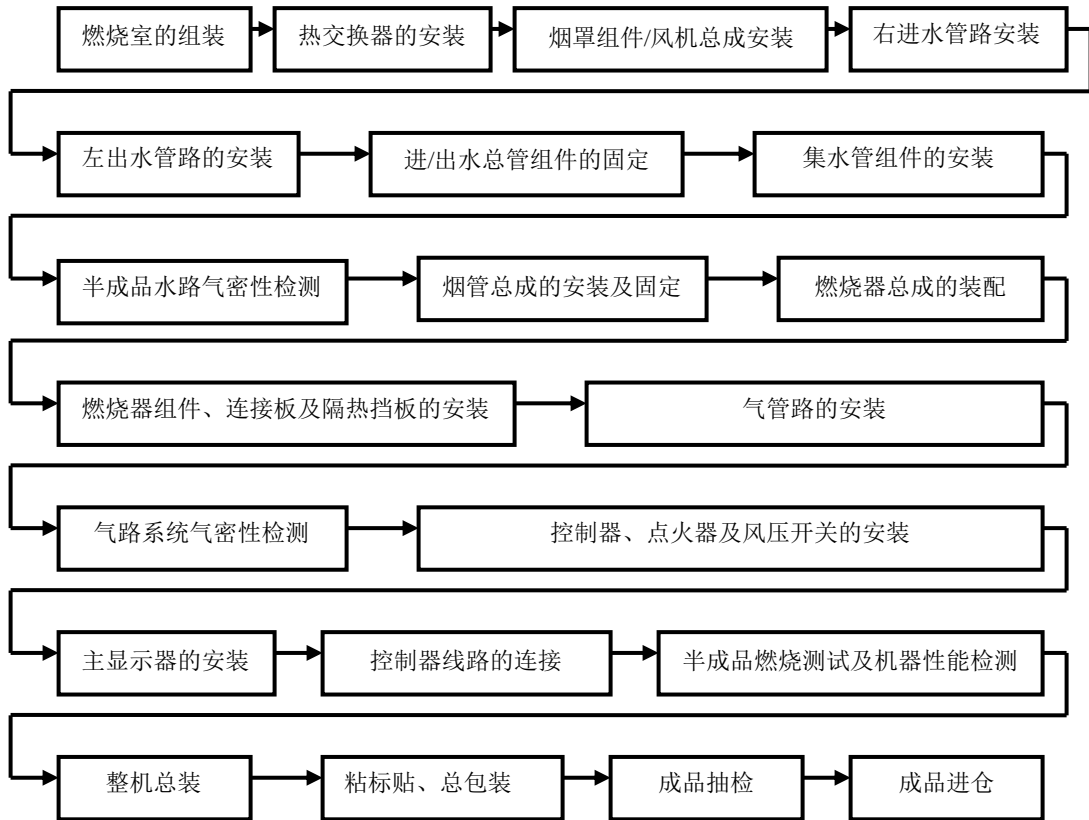 燃烧室的组装
热交换器的安装
烟罩组件/风机总成安装
右进水管路安装
左出水管路的安装
进/出水总管组件的固定
集水管组件的安装
半成品水路气密性检测
烟管总成的安装及固定
燃烧器总成的装配
燃烧器组件、连接板及隔热挡板的安装
气管路的安装
气路系统气密性检测
控制器、点火器及风压开关的安装
主显示器的安装
控制器线路的连接
半成品燃烧测试及机器性能检测
整机总装
粘标贴、总包装
成品抽检
成品进仓